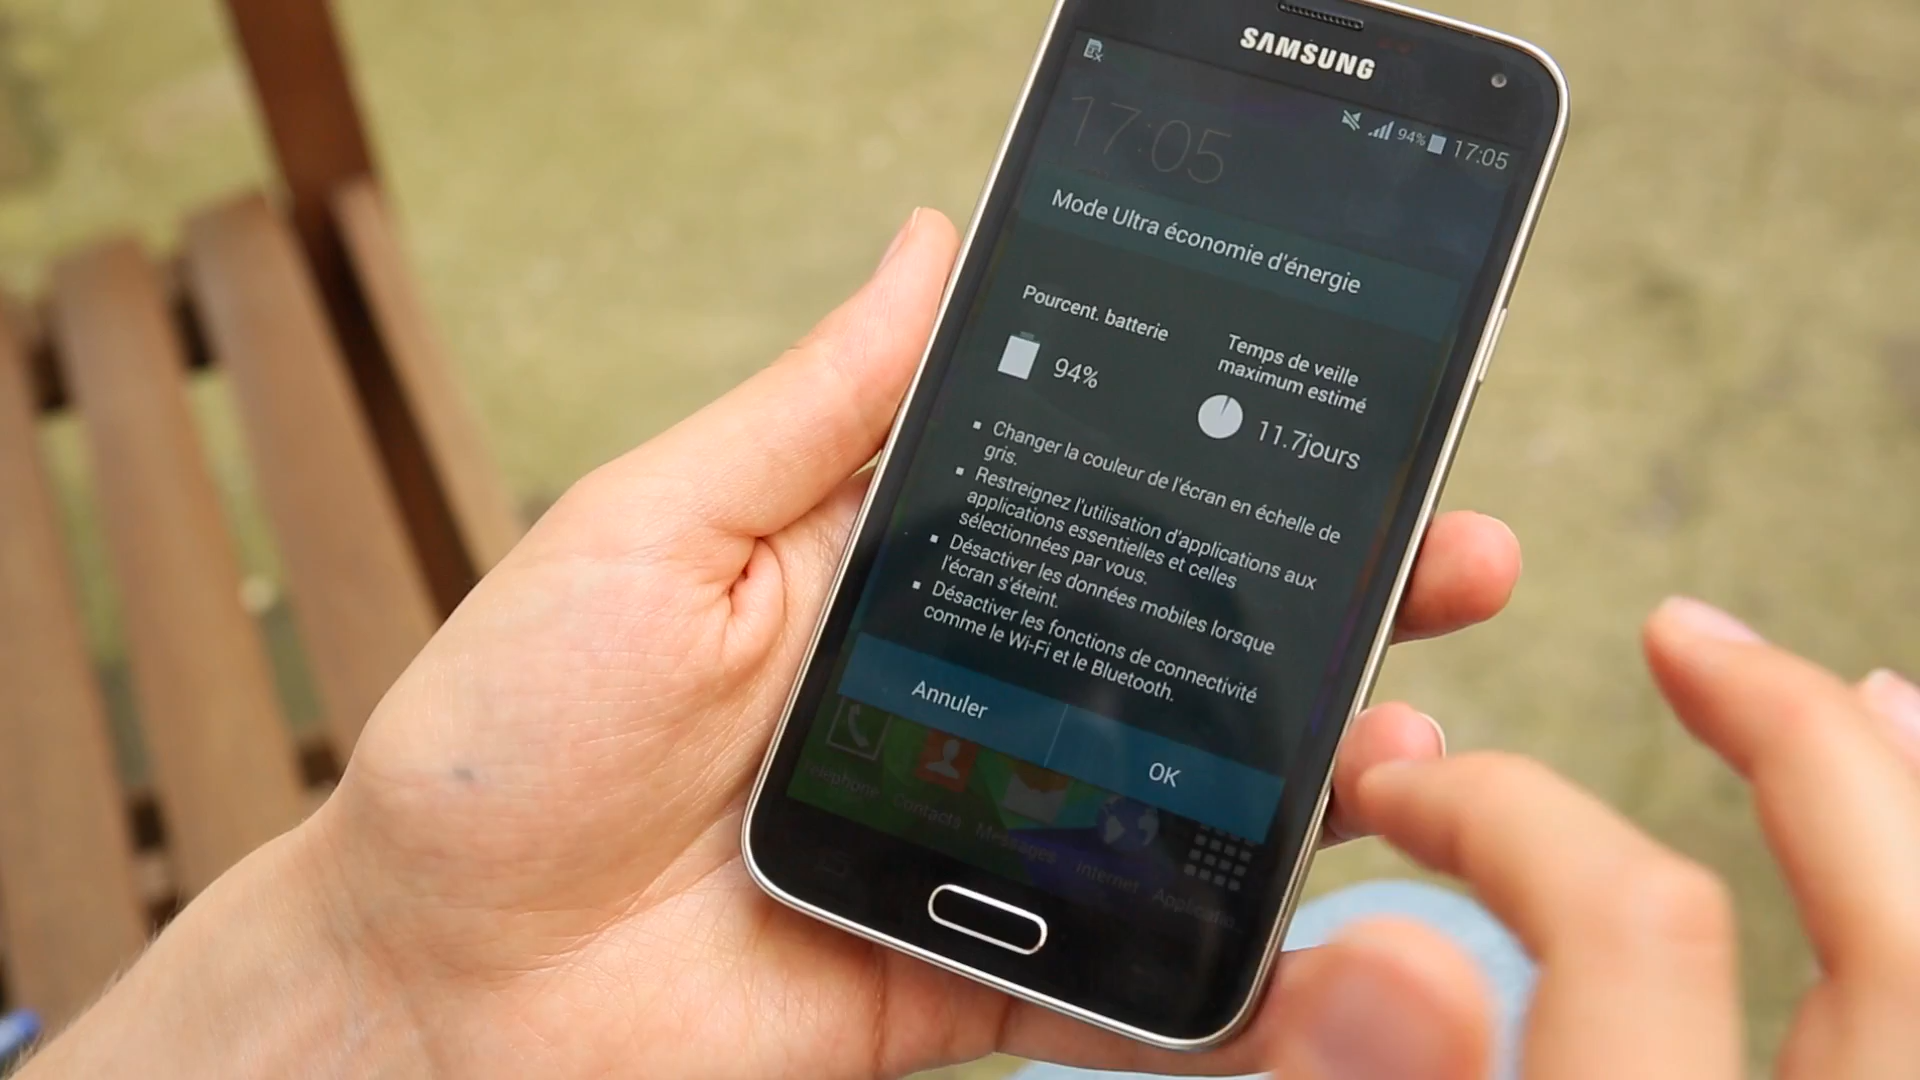 SAMSUNG
94% 17:05
17:05
Mode Ultra économie d'énergie
Pourcent. batterie
94%
Temps de veille
maximum estimé
11.7jours
▪ Changer la couleur de l'écran en échelle de
gris.
▪ Restreignez l'utilisation d'applications aux
applications essentielles et celles
sélectionnées par vous.
▪ Désactiver les données mobiles lorsque
l'écran s'éteint.
▪ Désactiver les fonctions de connectivité
comme le Wi-Fi et le Bluetooth.
Annuler
OK
Téléphone
Contacts
Messages
Internet
Applicatio...